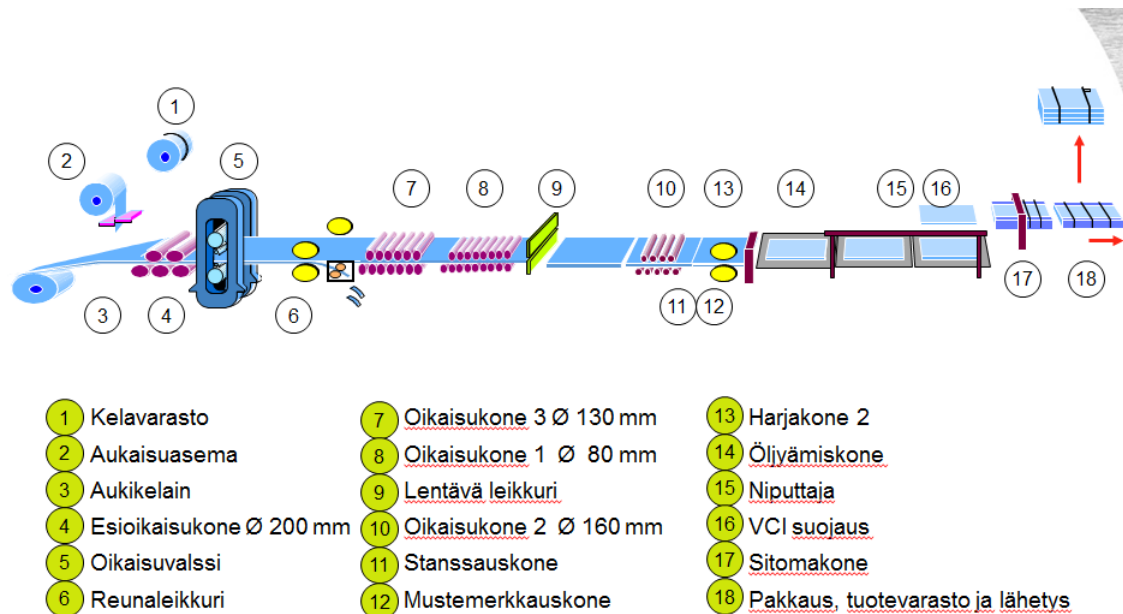 1
2
5
7
8
9
10
13
14
15
16
3
4
6
11
12
17
18
1 Kelavarasto
2 Aukaisuasema
3 Aukikelain
4 Esioikaisukone Ø 200 mm
5 Oikaisuvalssi
6 Reunaleikkuri
7 Oikaisukone 3 Ø 130 mm
8 Oikaisukone 1 Ø 80 mm
9 Lentävä leikkuri
10 Oikaisukone 2 Ø 160 mm
11 Stanssauskone
12 Mustemerkkauskone
13 Harjakone 2
14 Öljyämiskone
15 Niputtaja
16 VCI suojaus
17 Sitomakone
18 Pakkaus, tuotevarasto ja lähetys